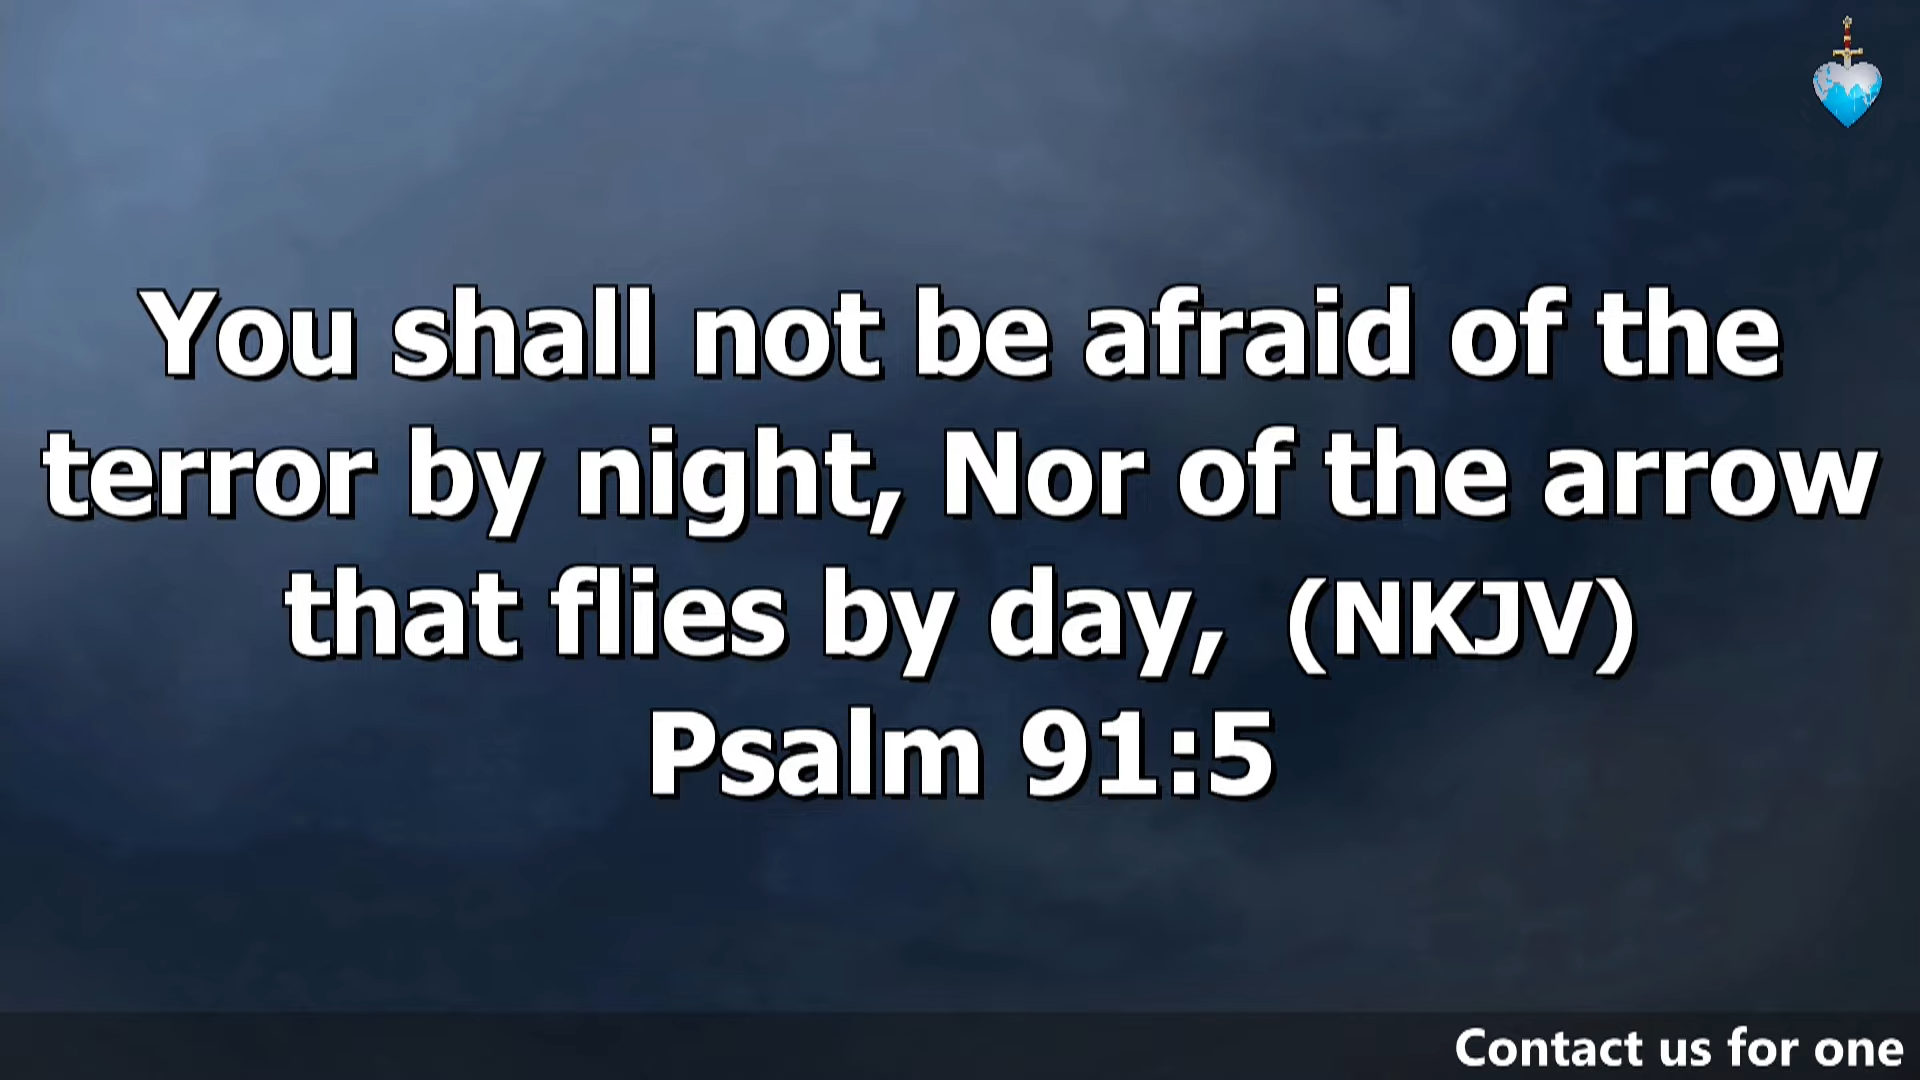 You shall not be afraid of the
terror by night, Nor of the arrow
that flies by day, (NKJV)
Psalm 91:5
Contact us for one